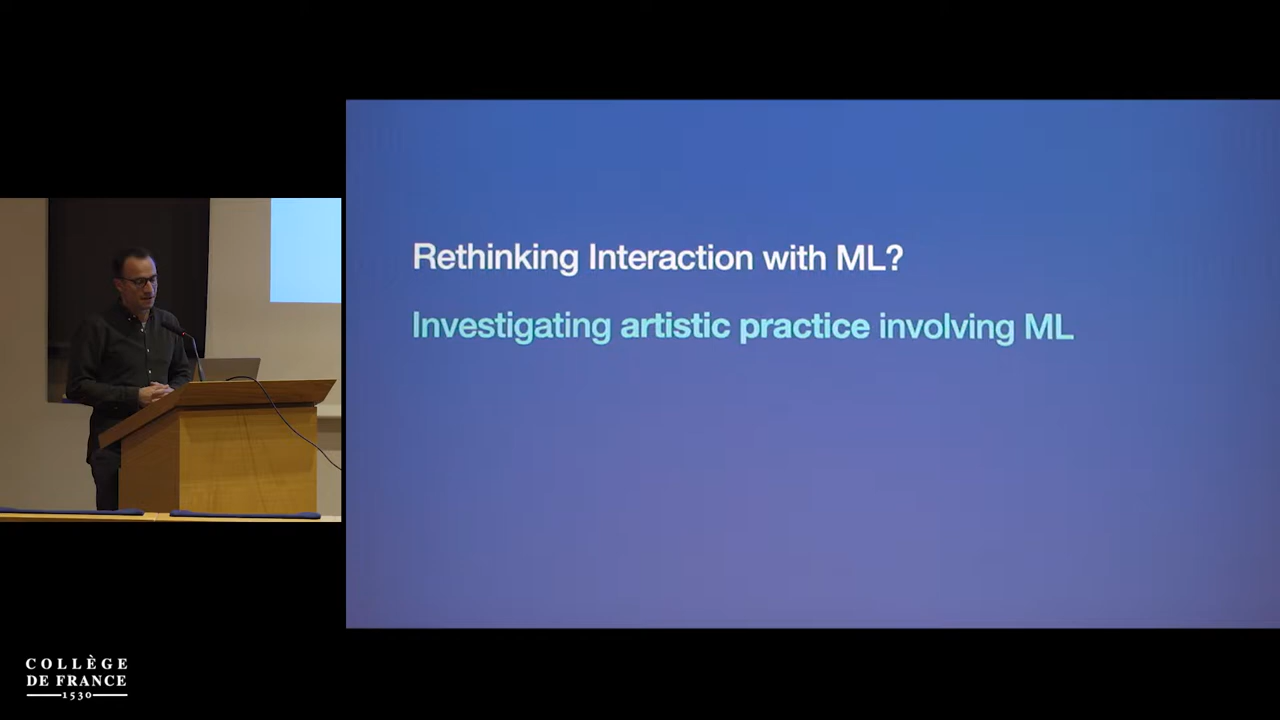 Rethinking Interaction with ML?
Investigating artistic practice involving ML
COLLÈGE
DE FRANCE
1530